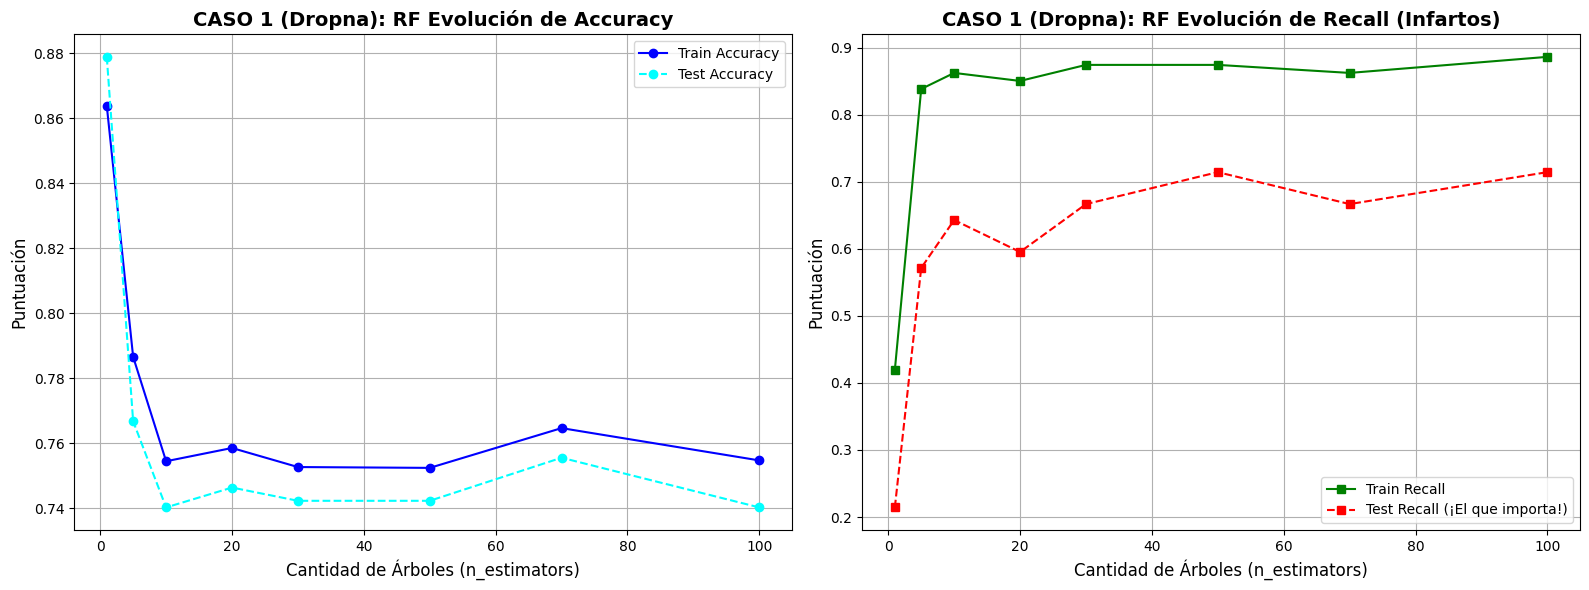 CASO 1 (Dropna): RF Evolución de Accuracy
Puntuación
0.88
0.86
0.84
0.82
0.80
0.78
0.76
0.74
Train Accuracy
Test Accuracy
0 20 40 60 80 100
Cantidad de Árboles (n_estimators)
CASO 1 (Dropna): RF Evolución de Recall (Infartos)
Puntuación
0.9
0.8
0.7
0.6
0.5
0.4
0.3
0.2
Train Recall
Test Recall (¡El que importa!)
0 20 40 60 80 100
Cantidad de Árboles (n_estimators)